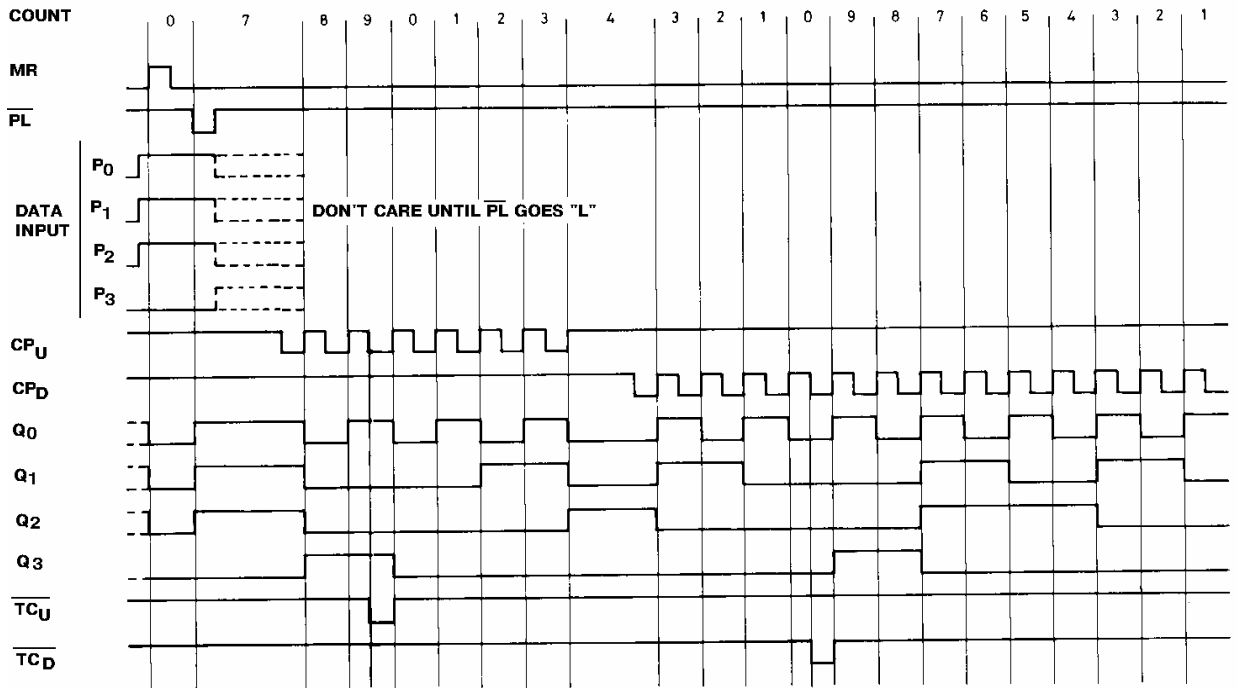 COUNT 0 7 8 9 0 1 2 3 4 3 2 1 0 9 8 7 6 5 4 3 2 1
MR
PL
P0
P1
DATA
INPUT
DON'T CARE UNTIL PL GOES "L"
P2
P3
CPU
CPD
Q0
Q1
Q2
Q3
TCU
TCD